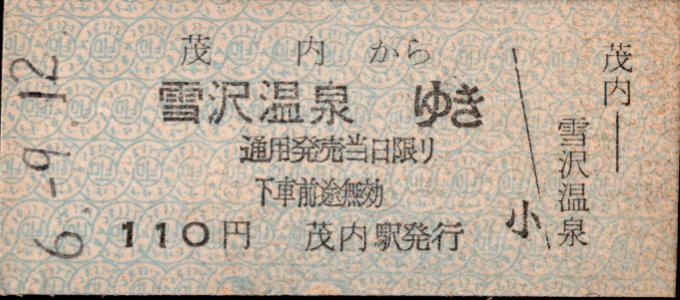 6.-9.12
茂内から
雪沢温泉 ゆき
通用発売当日限リ
下車前途無効
110円 茂内駅発行
小
茂内―
雪沢温泉